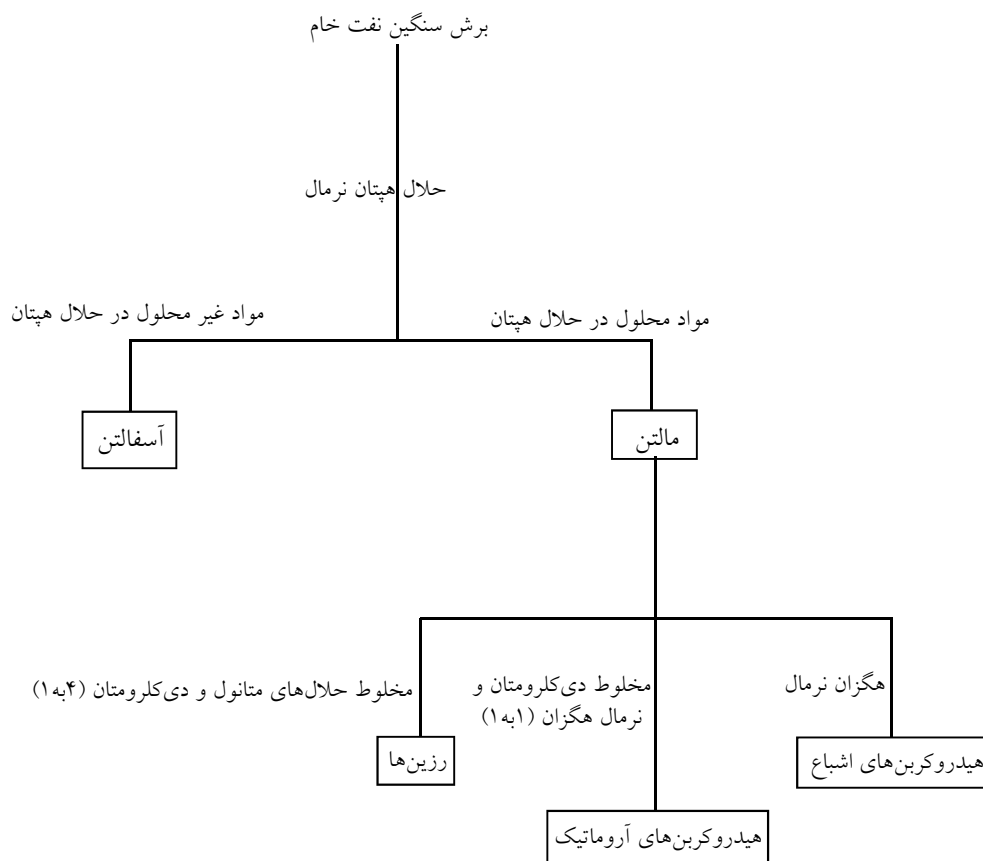 برش سنگین نفت خام
حلال هپتان نرمال
مواد محلول در حلال هپتان
مواد غیر محلول در حلال هپتان
مالتن
آسفالتن
هگزان نرمال
مخلوط دی‌کلرومتان و
نرمال هگزان (۱به۱)
مخلوط حلال‌های متانول و دی‌کلرومتان (۴به۱)
هیدروکربن‌های اشباع
رزین‌ها
هیدروکربن‌های آروماتیک